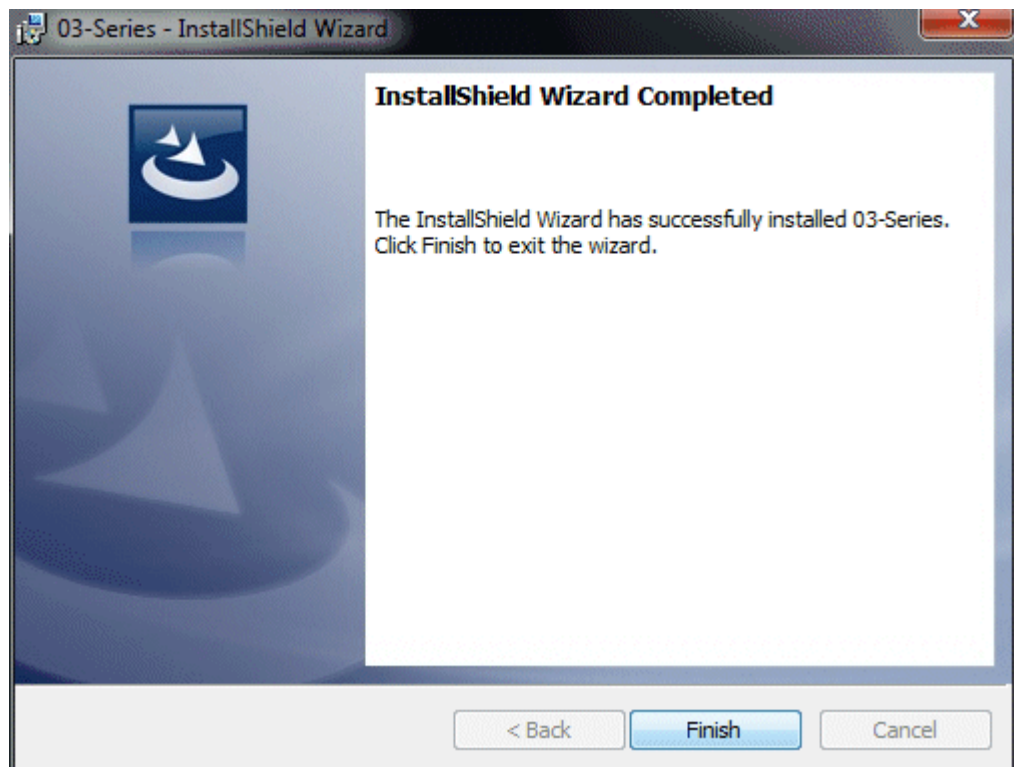 03-Series - InstallShield Wizard
InstallShield Wizard Completed
The InstallShield Wizard has successfully installed 03-Series.
Click Finish to exit the wizard.
< Back
Finish
Cancel